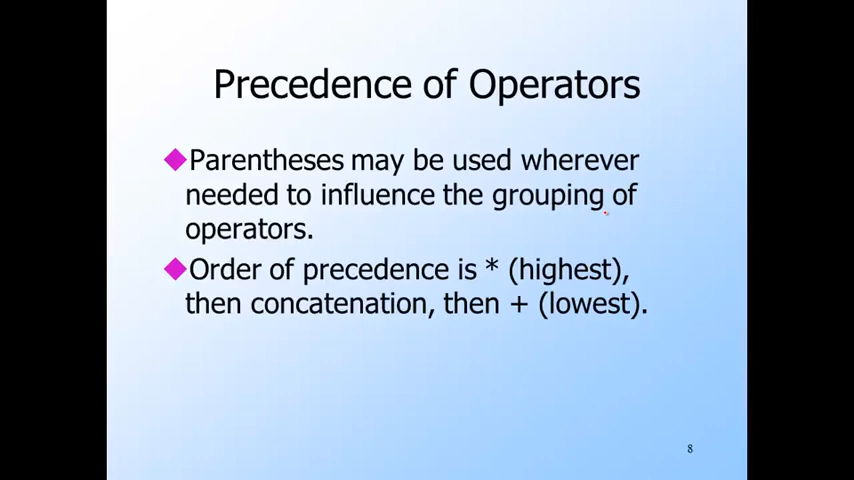 Precedence of Operators
Parentheses may be used wherever
needed to influence the grouping of
operators.
Order of precedence is * (highest),
then concatenation, then + (lowest).
8